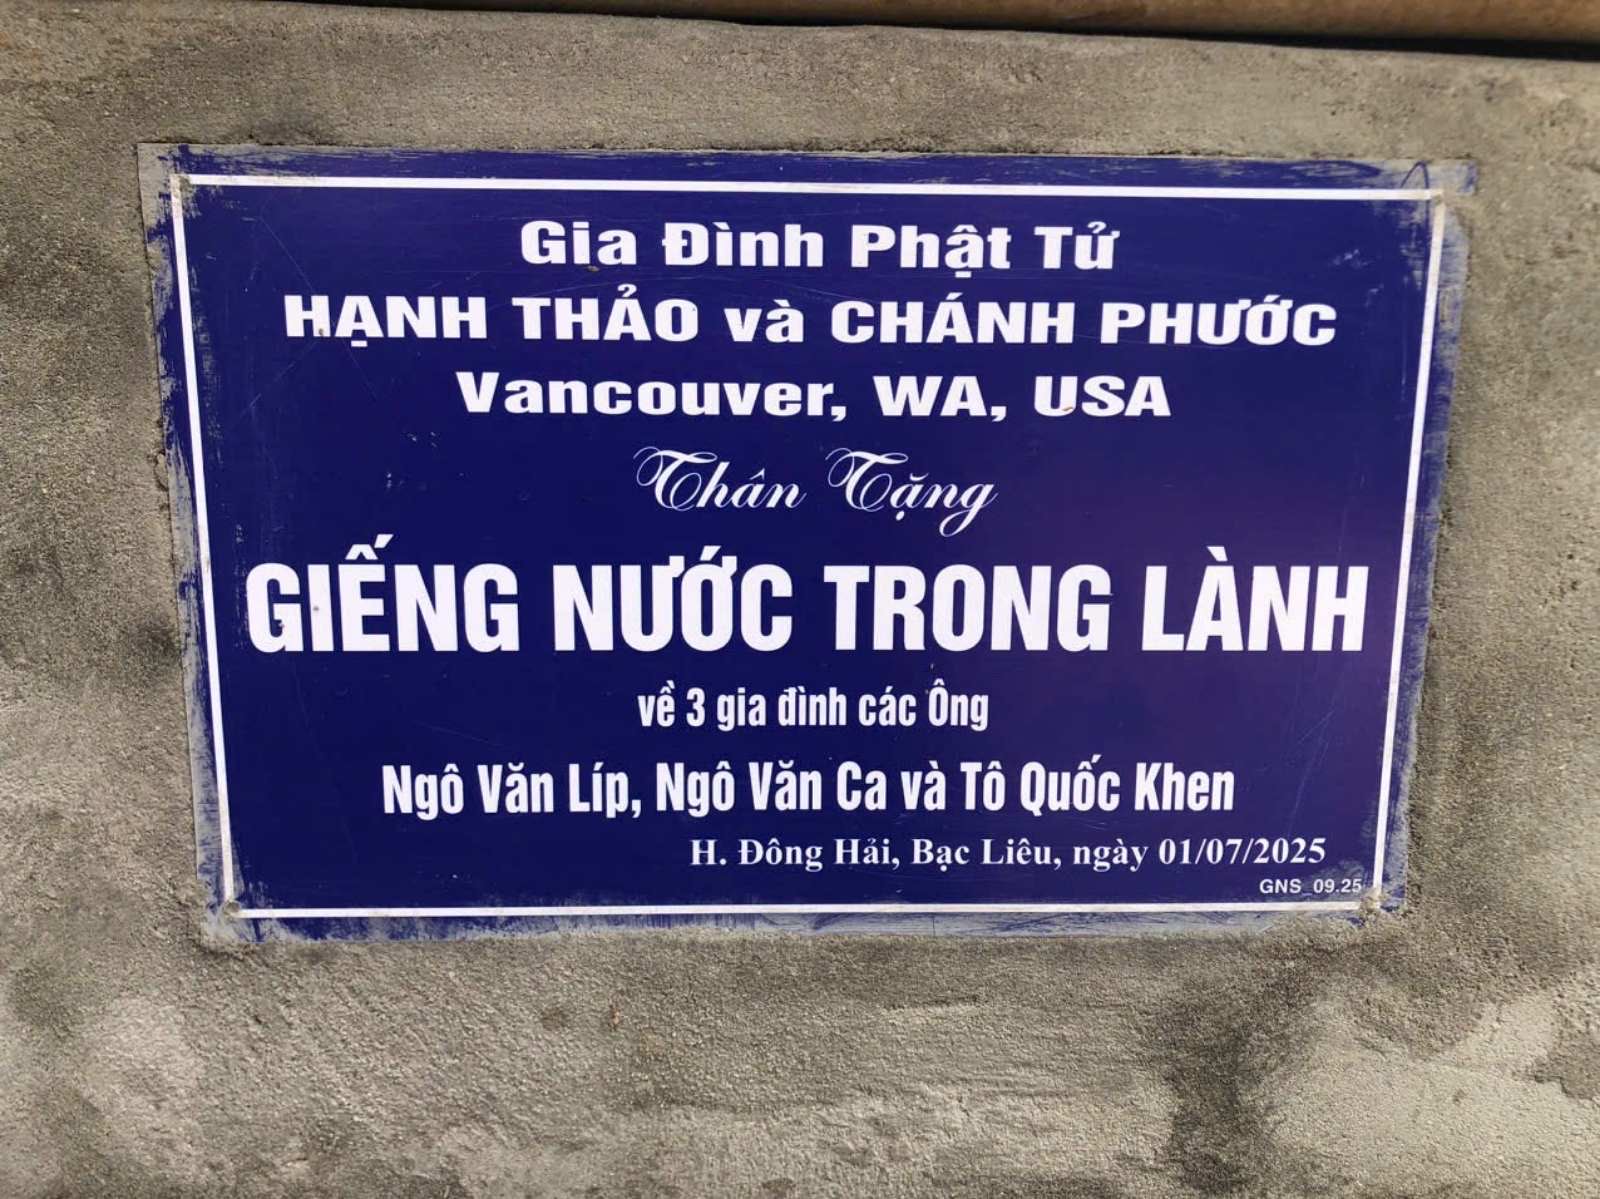 Gia Đình Phật Tử
HẠNH THẢO và CHÁNH PHƯỚC
Vancouver, WA, USA
Thân Tặng
GIẾNG NƯỚC TRONG LÀNH
về 3 gia đình các Ông
Ngô Văn Líp, Ngô Văn Ca và Tô Quốc Khen
H. Đông Hải, Bạc Liêu, ngày 01/07/2025
GNS_09.25